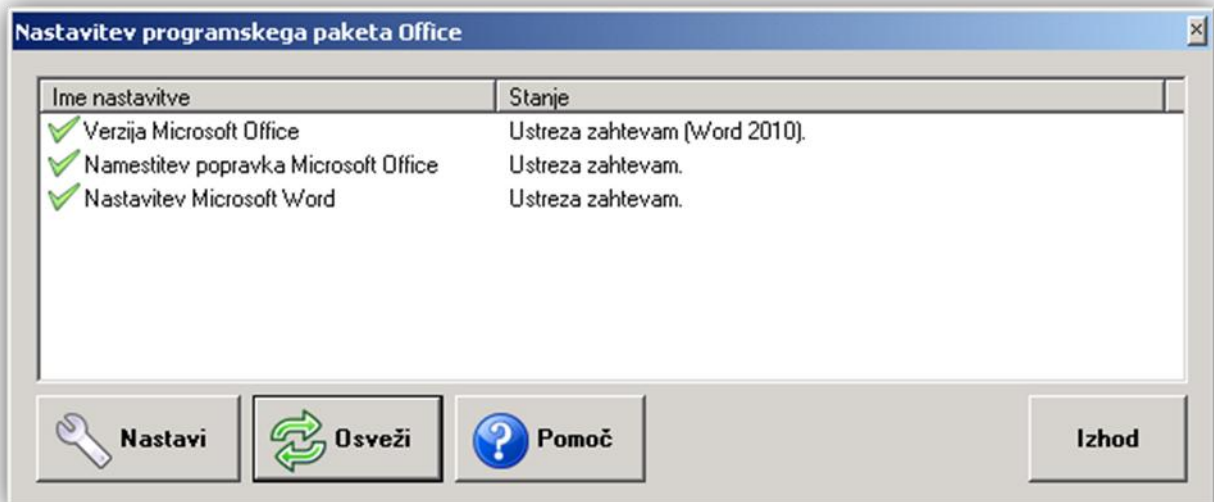 Nastavitev programskega paketa Office
Ime nastavitve Stanje
Verzija Microsoft Office Ustreza zahtevam (Word 2010).
Namestitev popravka Microsoft Office Ustreza zahtevam.
Nastavitev Microsoft Word Ustreza zahtevam.
Nastavi Osveži Pomoč Izhod